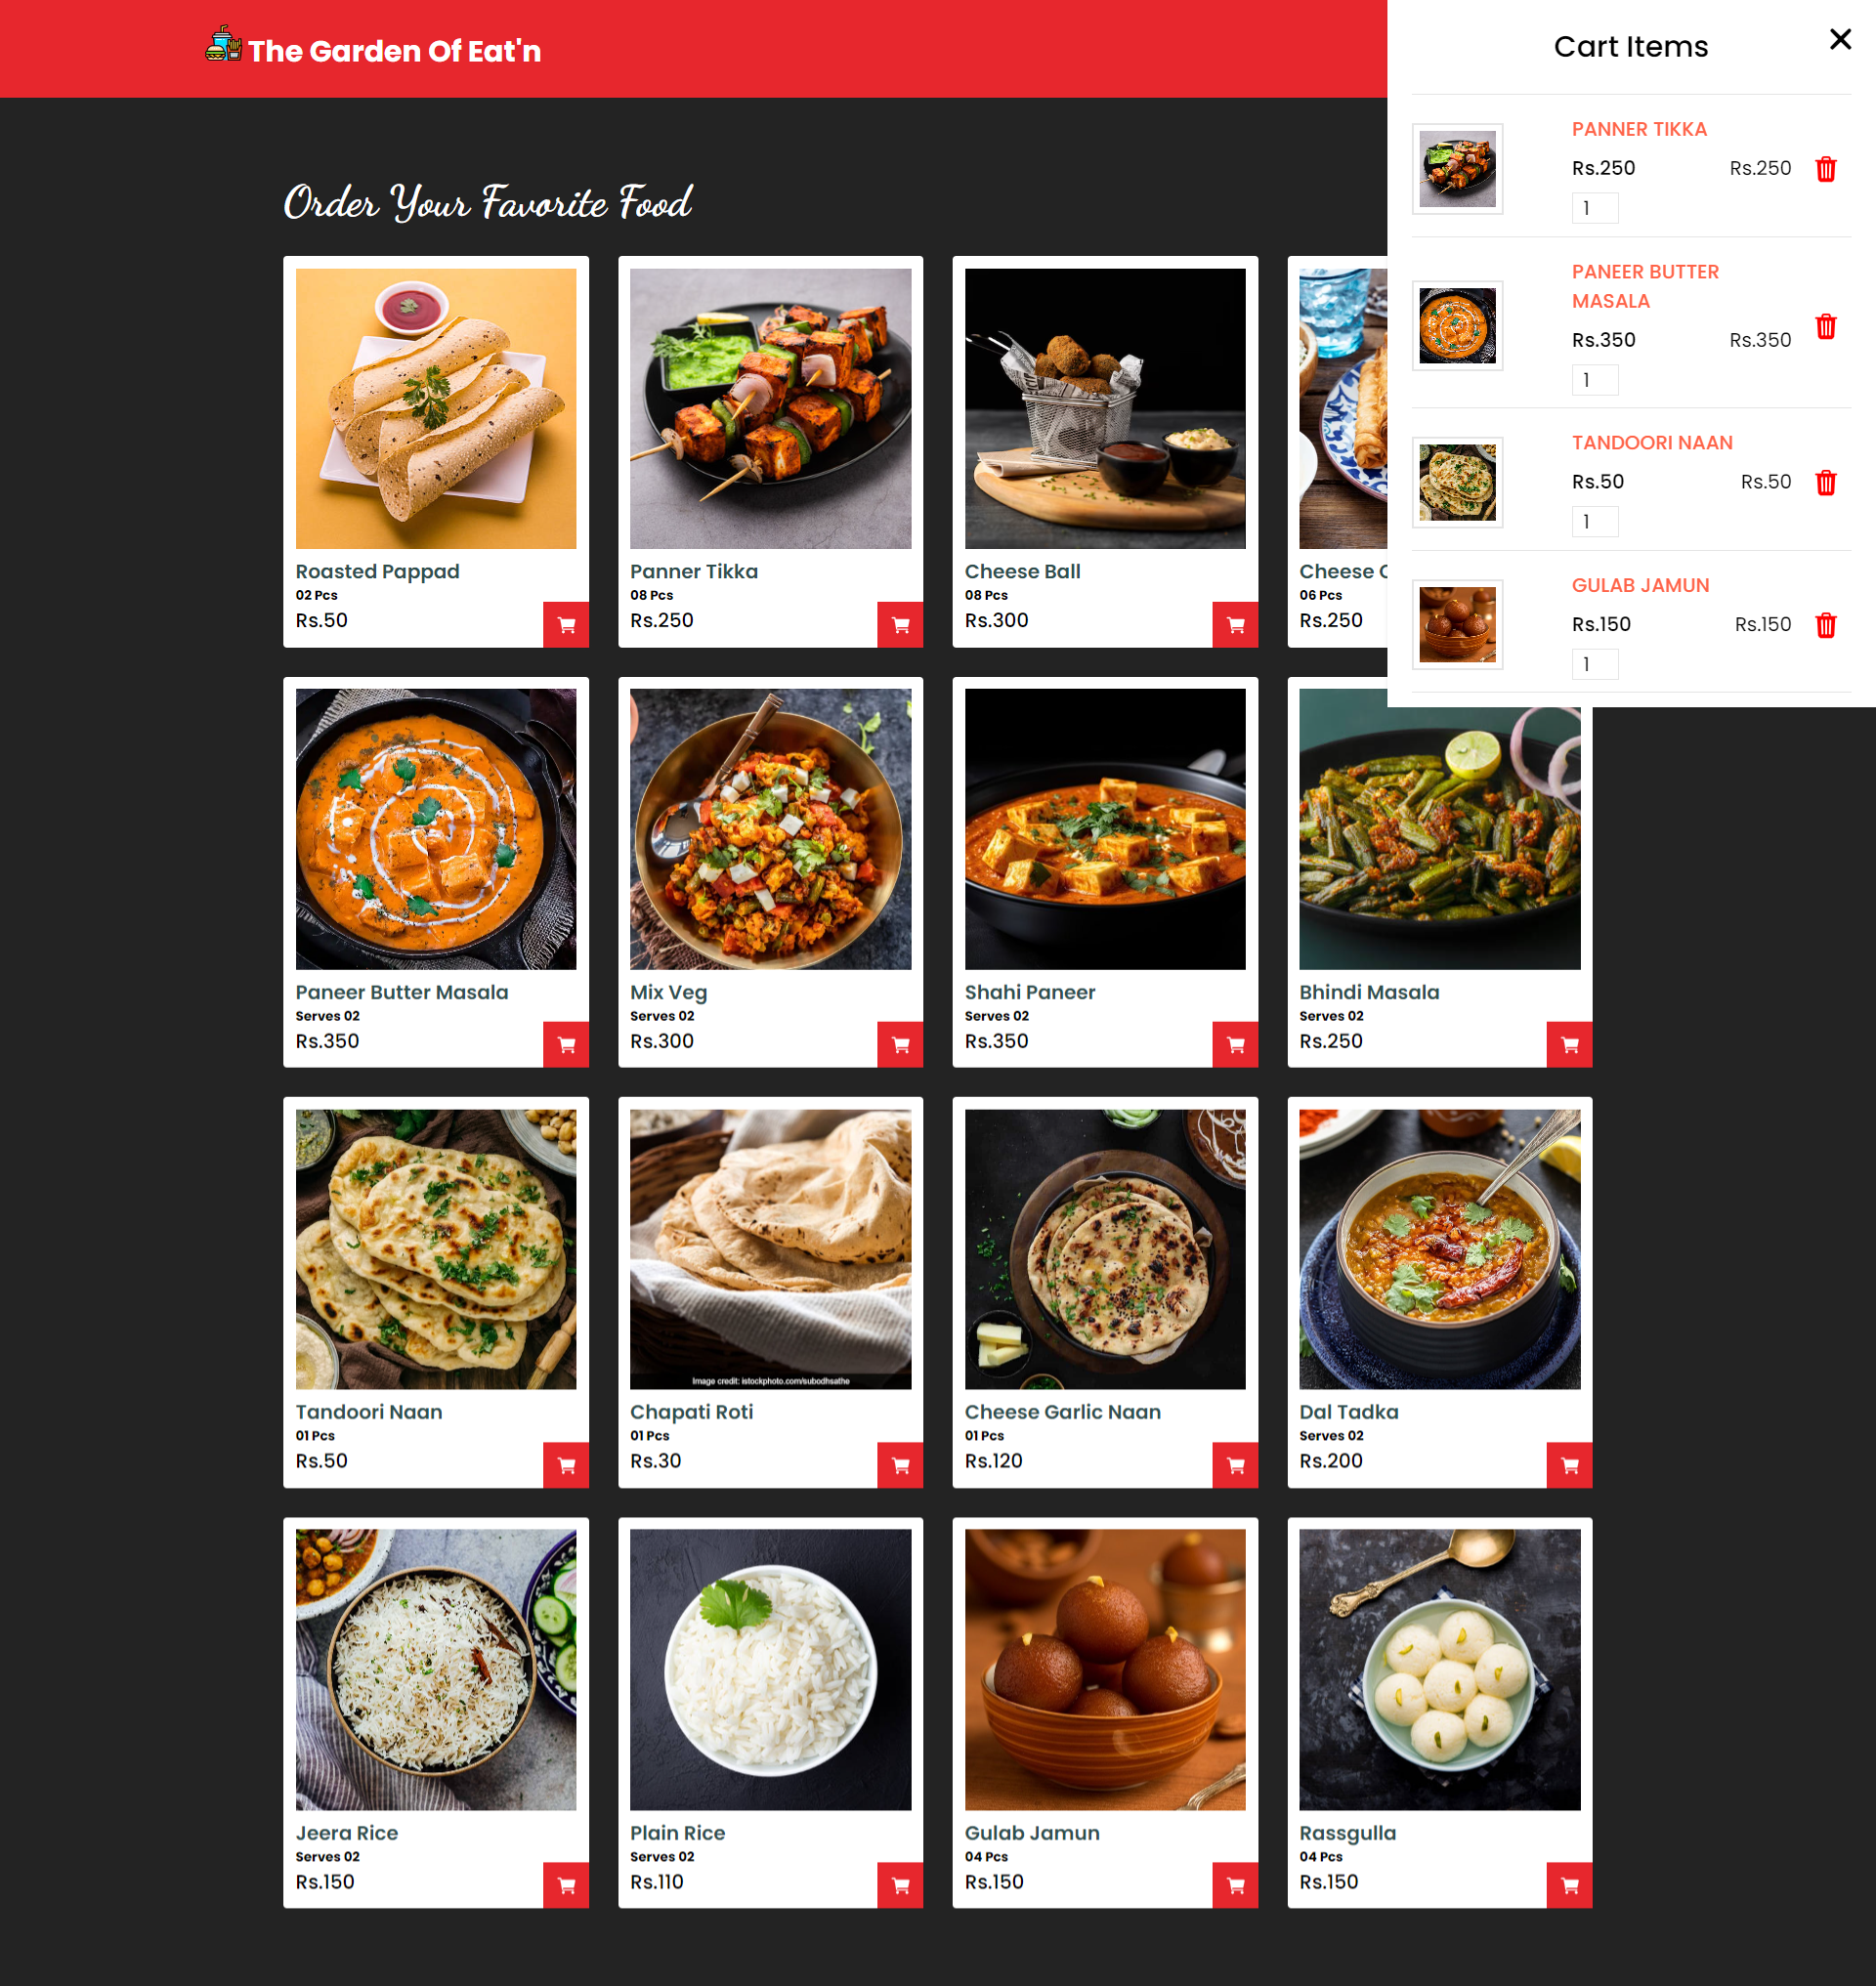 The Garden Of Eat'n
Cart Items
PANNER TIKKA
Rs.250 Rs.250
1
PANEER BUTTER
MASALA
Rs.350 Rs.350
1
TANDOORI NAAN
Rs.50 Rs.50
1
GULAB JAMUN
Rs.150 Rs.150
1
Order Your Favorite Food
Roasted Pappad
02 Pcs
Rs.50
Panner Tikka
08 Pcs
Rs.250
Cheese Ball
08 Pcs
Rs.300
Cheese
06 Pcs
Rs.250
Paneer Butter Masala
Serves 02
Rs.350
Mix Veg
Serves 02
Rs.300
Shahi Paneer
Serves 02
Rs.350
Bhindi Masala
Serves 02
Rs.250
Tandoori Naan
01 Pcs
Rs.50
Image credit: istockphoto.com/subodhsathe
Chapati Roti
01 Pcs
Rs.30
Cheese Garlic Naan
01 Pcs
Rs.120
Dal Tadka
Serves 02
Rs.200
Jeera Rice
Serves 02
Rs.150
Plain Rice
Serves 02
Rs.110
Gulab Jamun
04 Pcs
Rs.150
Rassgulla
04 Pcs
Rs.150